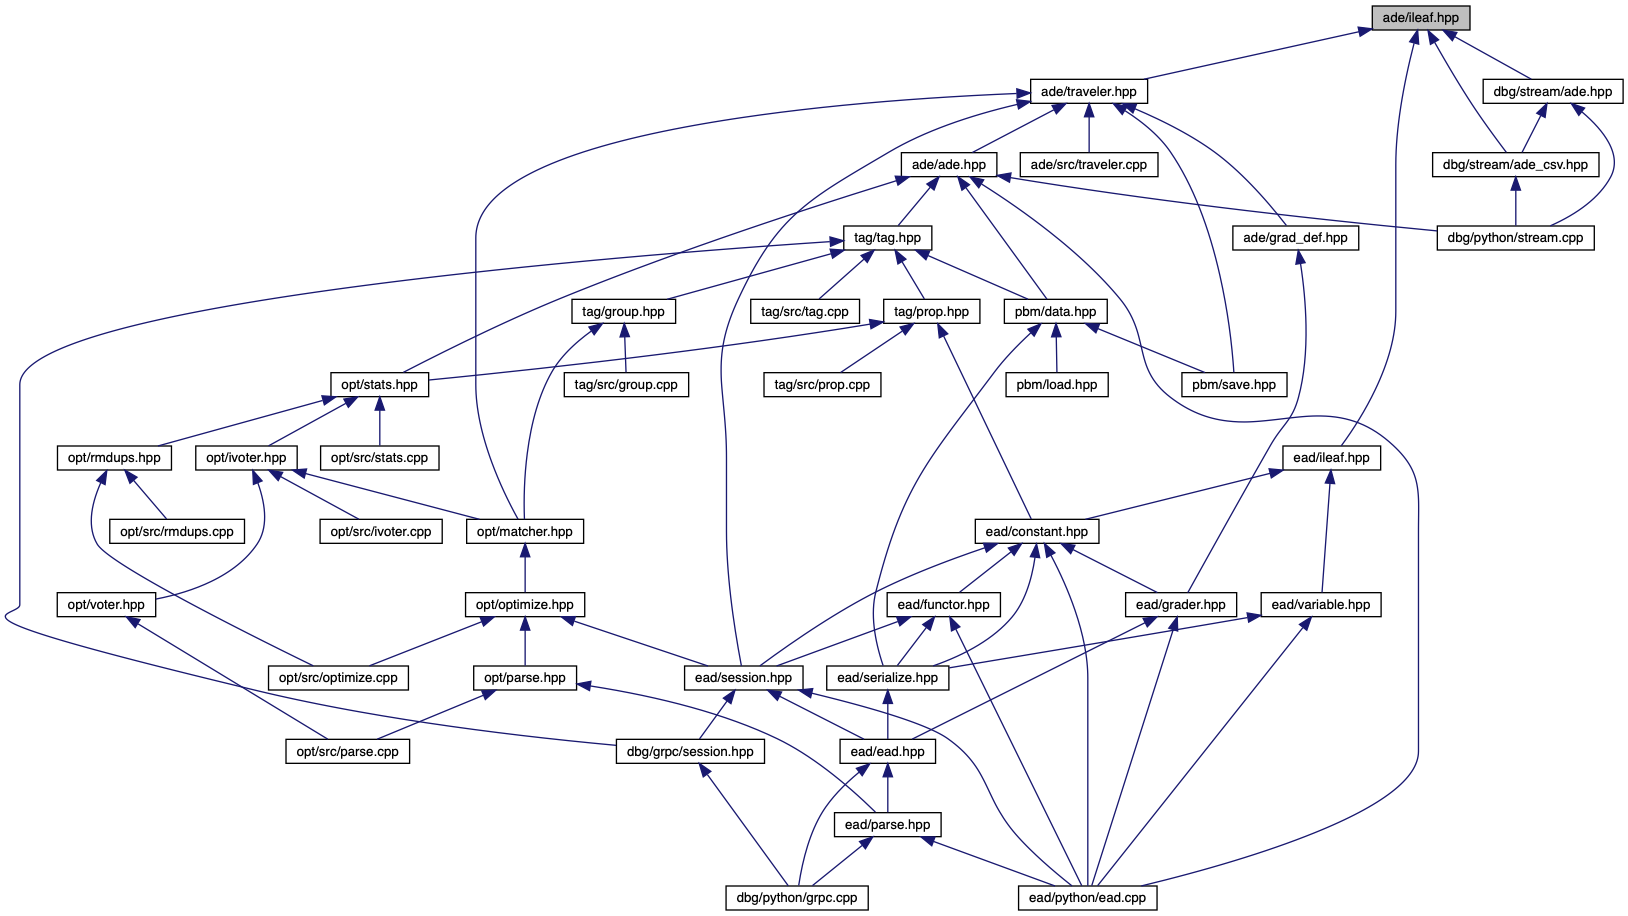 ade/ileaf.hpp
ade/traveler.hpp
dbg/stream/ade.hpp
ade/ade.hpp
ade/src/traveler.cpp
dbg/stream/ade_csv.hpp
tag/tag.hpp
ade/grad_def.hpp
dbg/python/stream.cpp
tag/group.hpp
tag/src/tag.cpp
tag/prop.hpp
pbm/data.hpp
opt/stats.hpp
tag/src/group.cpp
tag/src/prop.cpp
pbm/load.hpp
pbm/save.hpp
opt/rmdups.hpp
opt/ivoter.hpp
opt/src/stats.cpp
ead/ileaf.hpp
opt/src/rmdups.cpp
opt/src/ivoter.cpp
opt/matcher.hpp
ead/constant.hpp
opt/voter.hpp
opt/optimize.hpp
ead/functor.hpp
ead/grader.hpp
ead/variable.hpp
opt/src/optimize.cpp
opt/parse.hpp
ead/session.hpp
ead/serialize.hpp
opt/src/parse.cpp
dbg/grpc/session.hpp
ead/ead.hpp
ead/parse.hpp
dbg/python/grpc.cpp
ead/python/ead.cpp